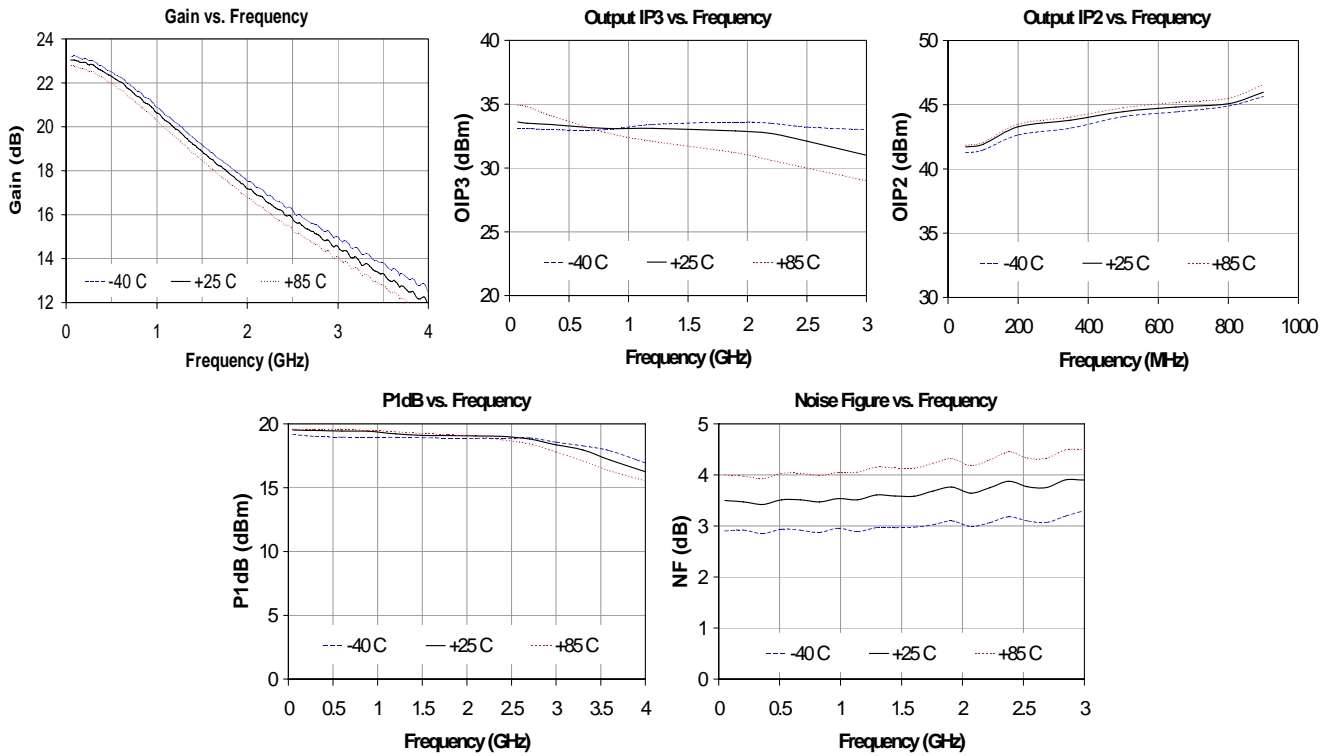 Gain vs. Frequency
24
22
20
18
16
14
12
Gain (dB)
-40 C
+25 C
+85 C
0
1
2
3
4
Frequency (GHz)
Output IP3 vs. Frequency
40
35
30
25
20
OIP3 (dBm)
-40 C
+25 C
+85 C
0
0.5
1
1.5
2
2.5
3
Frequency (GHz)
Output IP2 vs. Frequency
50
45
40
35
30
OIP2 (dBm)
-40 C
+25 C
+85 C
0
200
400
600
800
1000
Frequency (MHz)
P1dB vs. Frequency
20
15
10
5
0
P1dB (dBm)
-40 C
+25 C
+85 C
0
0.5
1
1.5
2
2.5
3
3.5
4
Frequency (GHz)
Noise Figure vs. Frequency
5
4
3
2
1
0
NF (dB)
-40 C
+25 C
+85 C
0
0.5
1
1.5
2
2.5
3
Frequency (GHz)